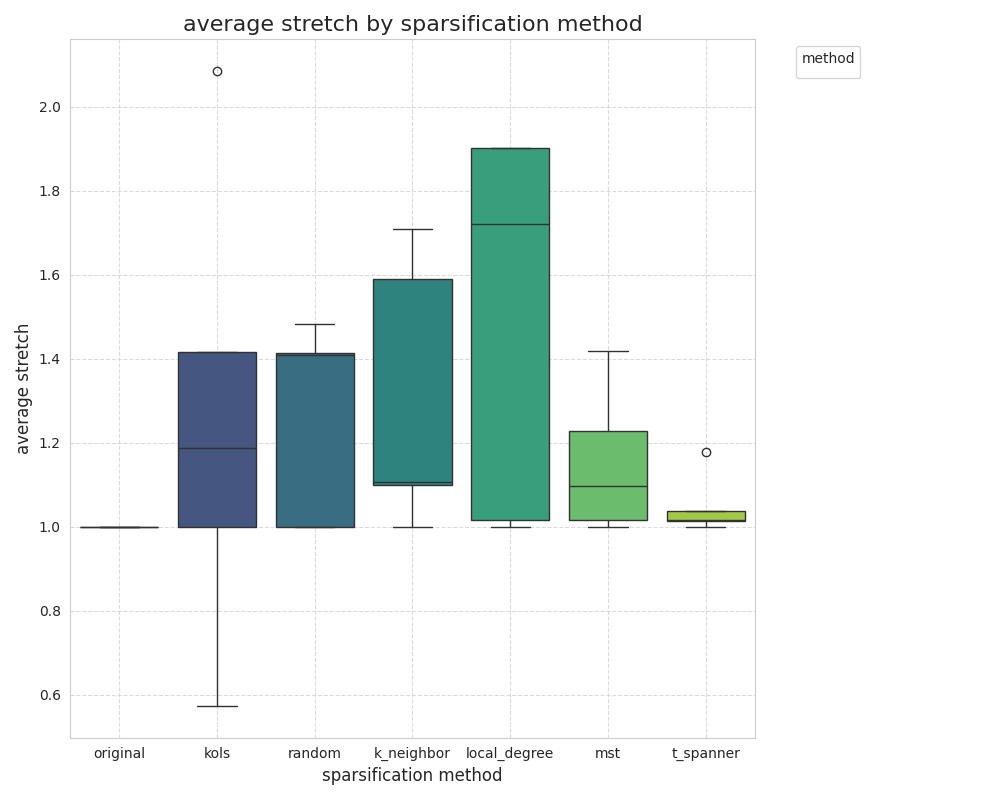 average stretch by sparsification method
method
2.0
1.8
1.6
1.4
1.2
1.0
0.8
0.6
average stretch
original kols random k_neighbor local_degree mst t_spanner
sparsification method